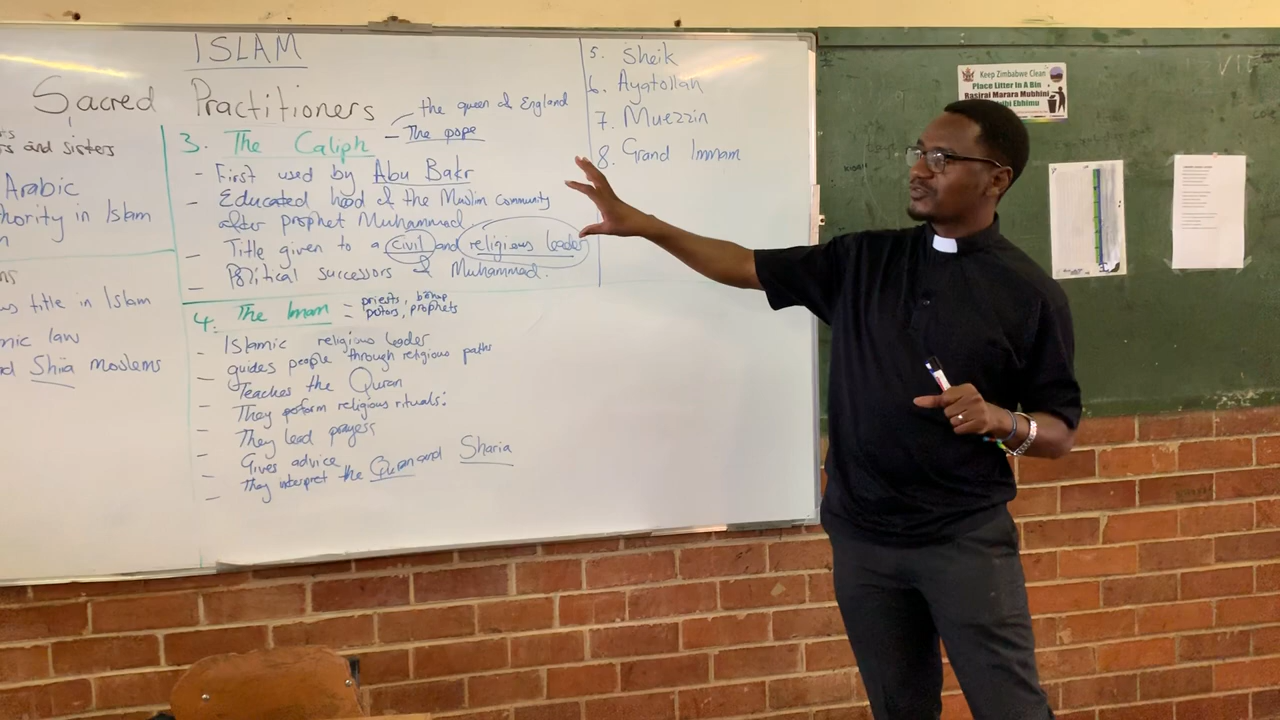 ISLAM
Sacred Practitioners
and sisters
Arabic
in Islam
title in Islam
law
Shia moslems
3. The Caliph
- the queen of England
- The pope
- First used by Abu Bakr
- Educated head of the Muslim community
after prophet Muhammad
- Title given to a civil and religious leader
- Political successors of Muhammad.
4. The Imam = priests, bishop
pastors, prophets
- Islamic religious leader
- guides people through religious paths
- Teaches the Quran
- They perform religious rituals:
- They lead prayers
- Gives advice
- They interpret the Quran and Sharia
5. Sheik
6. Ayatollah
7. Muezzin
8. Grand Immam
Keep Zimbabwe Clean
Place Litter In A Bin
Rasirai Marara Mubhini